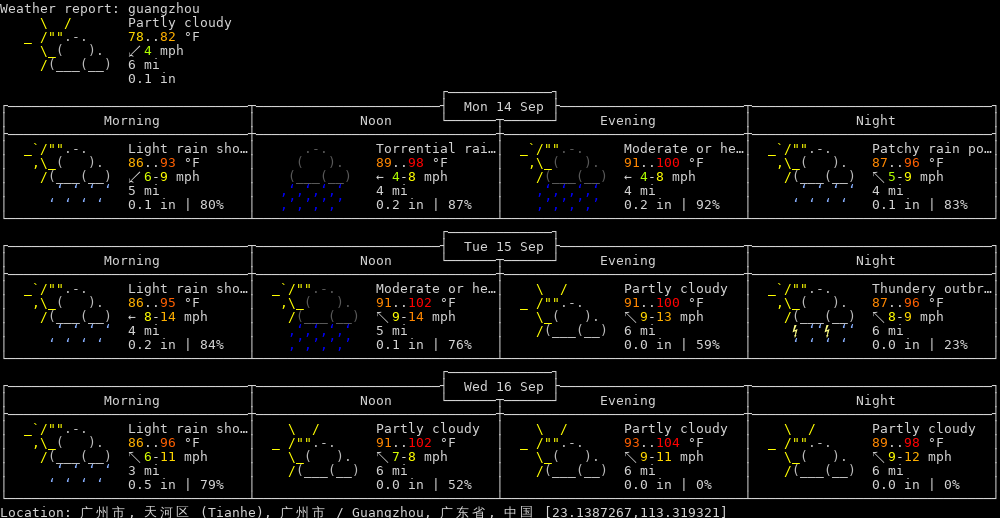 Weather report: guangzhou
Partly cloudy
78..82 °F
↙ 4 mph
6 mi
0.1 in
Mon 14 Sep
Morning Noon Evening Night
Light rain sho… Torrential rai… Moderate or he… Patchy rain po…
86..93 °F 89..98 °F 91..100 °F 87..96 °F
↙ 6-9 mph ← 4-8 mph ← 4-8 mph ↖ 5-9 mph
5 mi 4 mi 4 mi 4 mi
0.1 in | 80% 0.2 in | 87% 0.2 in | 92% 0.1 in | 83%
Tue 15 Sep
Morning Noon Evening Night
Light rain sho… Moderate or he… Partly cloudy Thundery outbr…
86..95 °F 91..102 °F 91..100 °F 87..96 °F
← 8-14 mph ↖ 9-14 mph ↖ 9-13 mph ↖ 8-9 mph
4 mi 5 mi 6 mi 6 mi
0.2 in | 84% 0.1 in | 76% 0.0 in | 59% 0.0 in | 23%
Wed 16 Sep
Morning Noon Evening Night
Light rain sho… Partly cloudy Partly cloudy Partly cloudy
86..96 °F 91..102 °F 93..104 °F 89..98 °F
↖ 6-11 mph ↖ 7-8 mph ↖ 9-11 mph ↖ 9-12 mph
3 mi 6 mi 6 mi 6 mi
0.5 in | 79% 0.0 in | 52% 0.0 in | 0% 0.0 in | 0%
Location: 广州市, 天河区 (Tianhe), 广州市 / Guangzhou, 广东省, 中国 [23.1387267,113.319321]